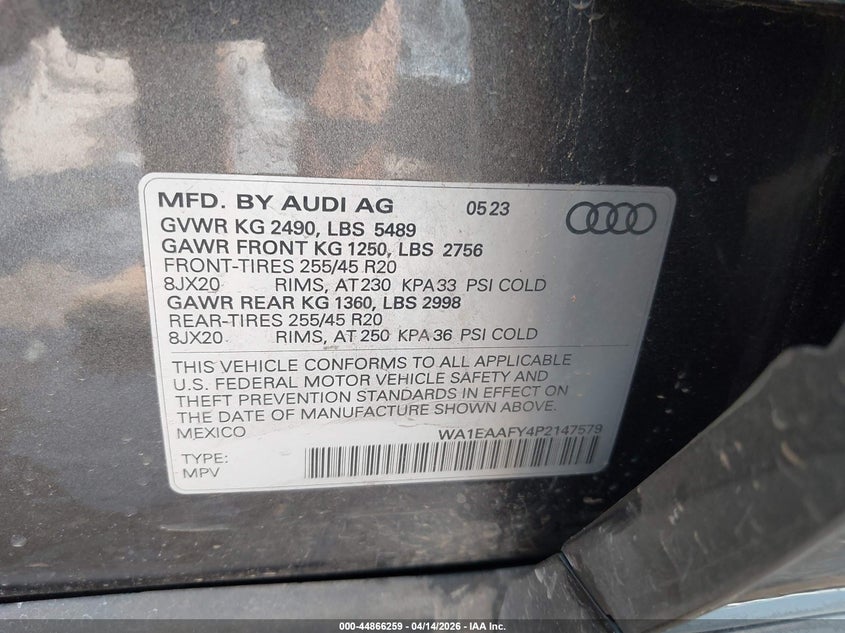 MFD. BY AUDI AG 0523
GVWR KG 2490, LBS 5489
GAWR FRONT KG 1250, LBS 2756
FRONT-TIRES 255/45 R20
8JX20 RIMS, AT 230 KPA 33 PSI COLD
GAWR REAR KG 1360, LBS 2998
REAR-TIRES 255/45 R20
8JX20 RIMS, AT 250 KPA 36 PSI COLD
THIS VEHICLE CONFORMS TO ALL APPLICABLE
U.S. FEDERAL MOTOR VEHICLE SAFETY AND
THEFT PREVENTION STANDARDS IN EFFECT ON
THE DATE OF MANUFACTURE SHOWN ABOVE.
MEXICO WA1EAAFY4P2147579
TYPE:
MPV
000-44866259 - 04/14/2026 - IAA Inc.